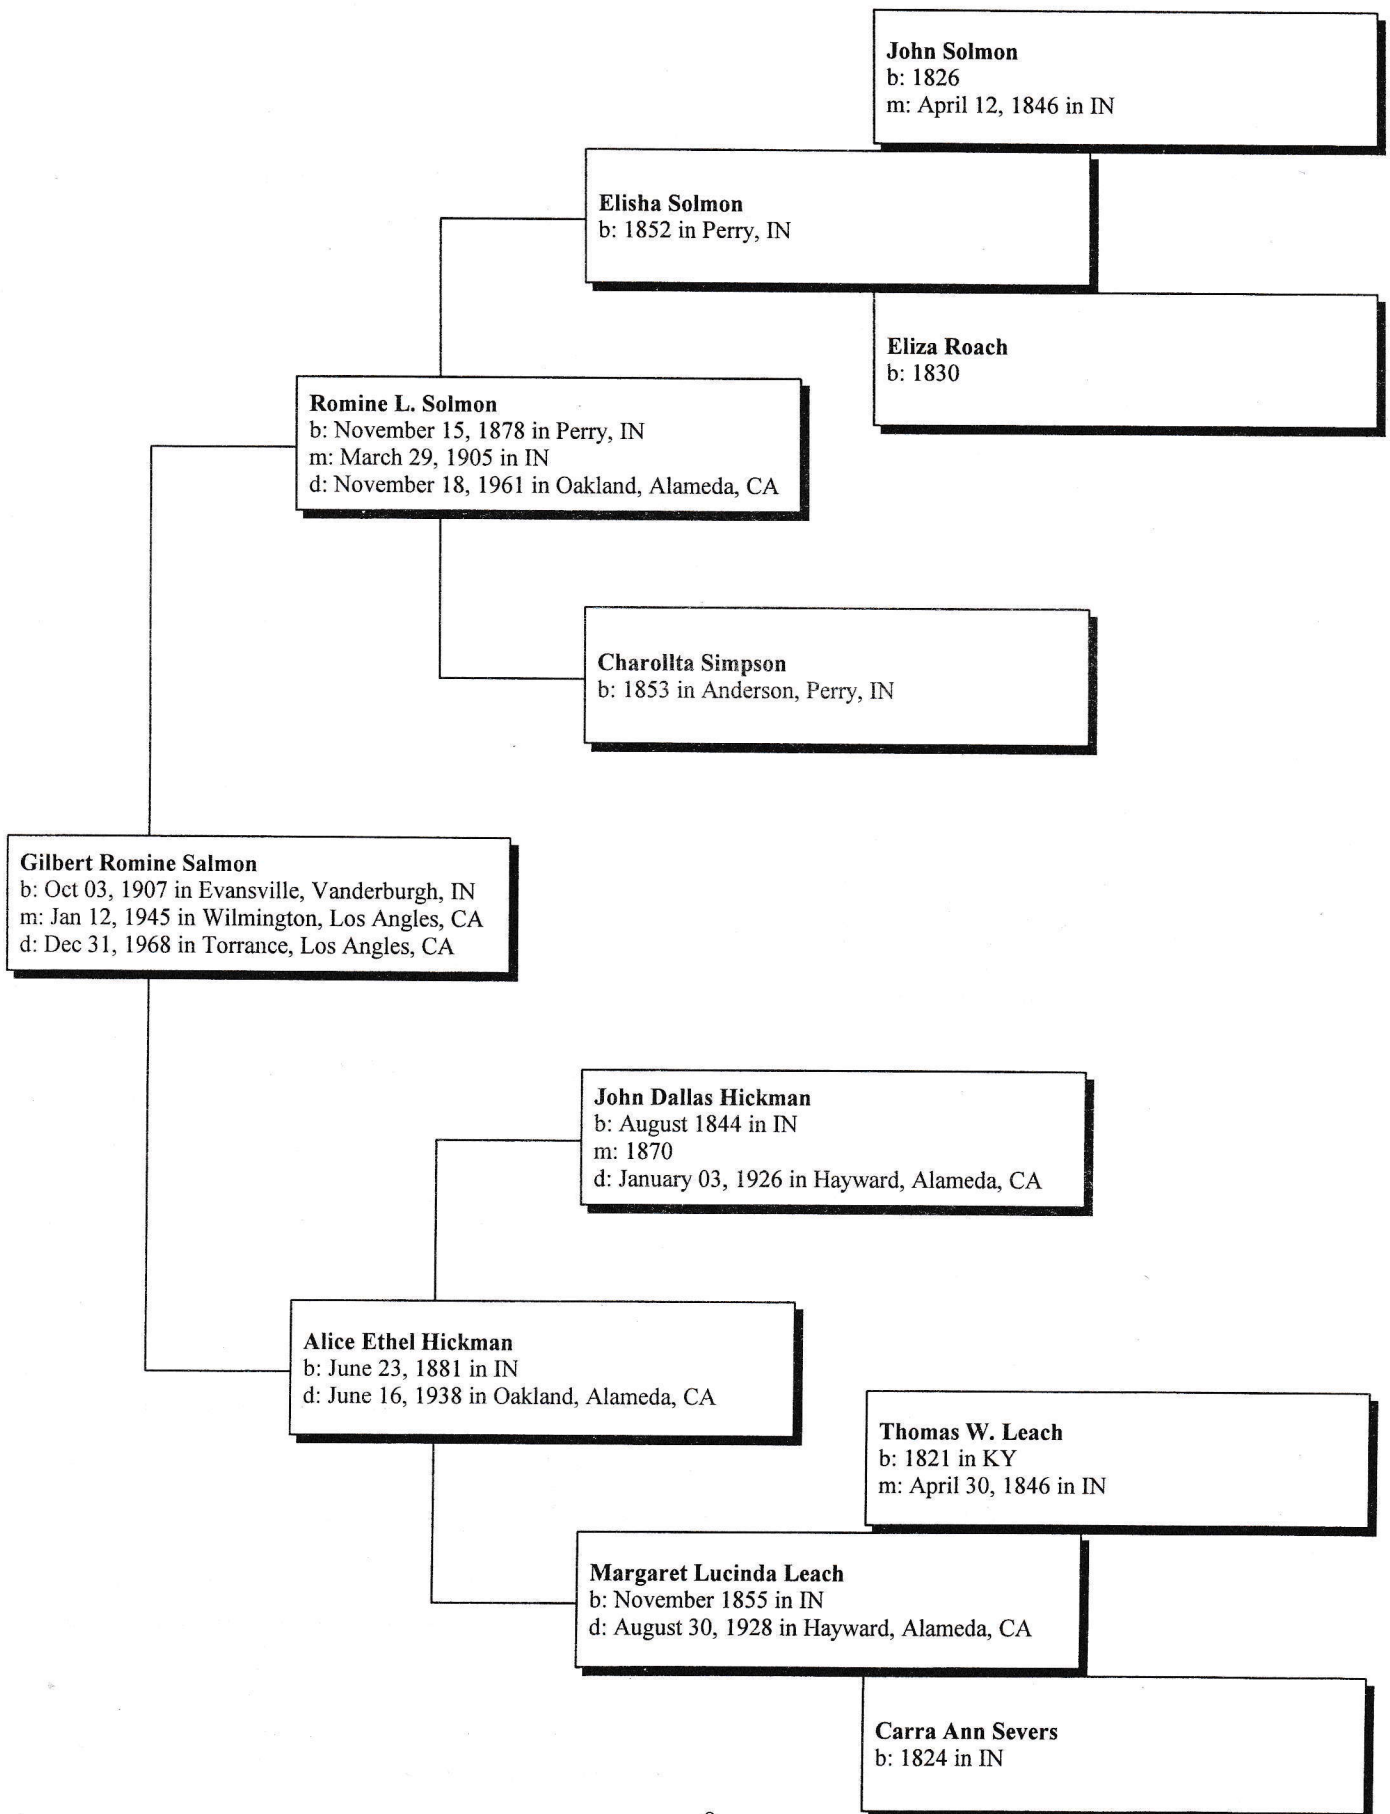 John Solmon
b: 1826
m: April 12, 1846 in IN
Elisha Solmon
b: 1852 in Perry, IN
Eliza Roach
b: 1830
Romine L. Solmon
b: November 15, 1878 in Perry, IN
m: March 29, 1905 in IN
d: November 18, 1961 in Oakland, Alameda, CA
Charollta Simpson
b: 1853 in Anderson, Perry, IN
Gilbert Romine Salmon
b: Oct 03, 1907 in Evansville, Vanderburgh, IN
m: Jan 12, 1945 in Wilmington, Los Angles, CA
d: Dec 31, 1968 in Torrance, Los Angles, CA
John Dallas Hickman
b: August 1844 in IN
m: 1870
d: January 03, 1926 in Hayward, Alameda, CA
Alice Ethel Hickman
b: June 23, 1881 in IN
d: June 16, 1938 in Oakland, Alameda, CA
Thomas W. Leach
b: 1821 in KY
m: April 30, 1846 in IN
Margaret Lucinda Leach
b: November 1855 in IN
d: August 30, 1928 in Hayward, Alameda, CA
Carra Ann Severs
b: 1824 in IN